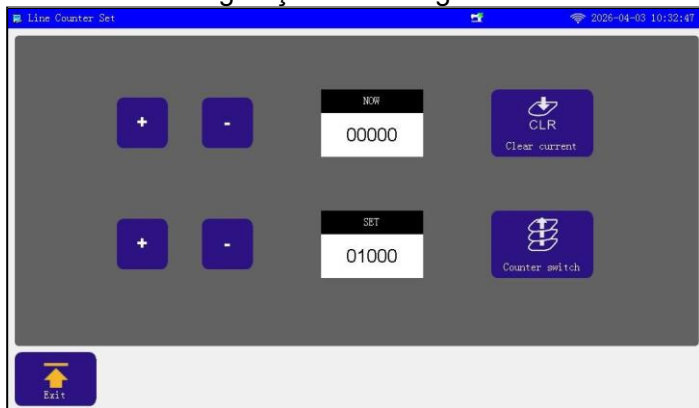 Line Counter Set 2026-04-03 10:32:47
+ - NOW
00000
CLR
Clear current
+ - SET
01000
Counter switch
Exit